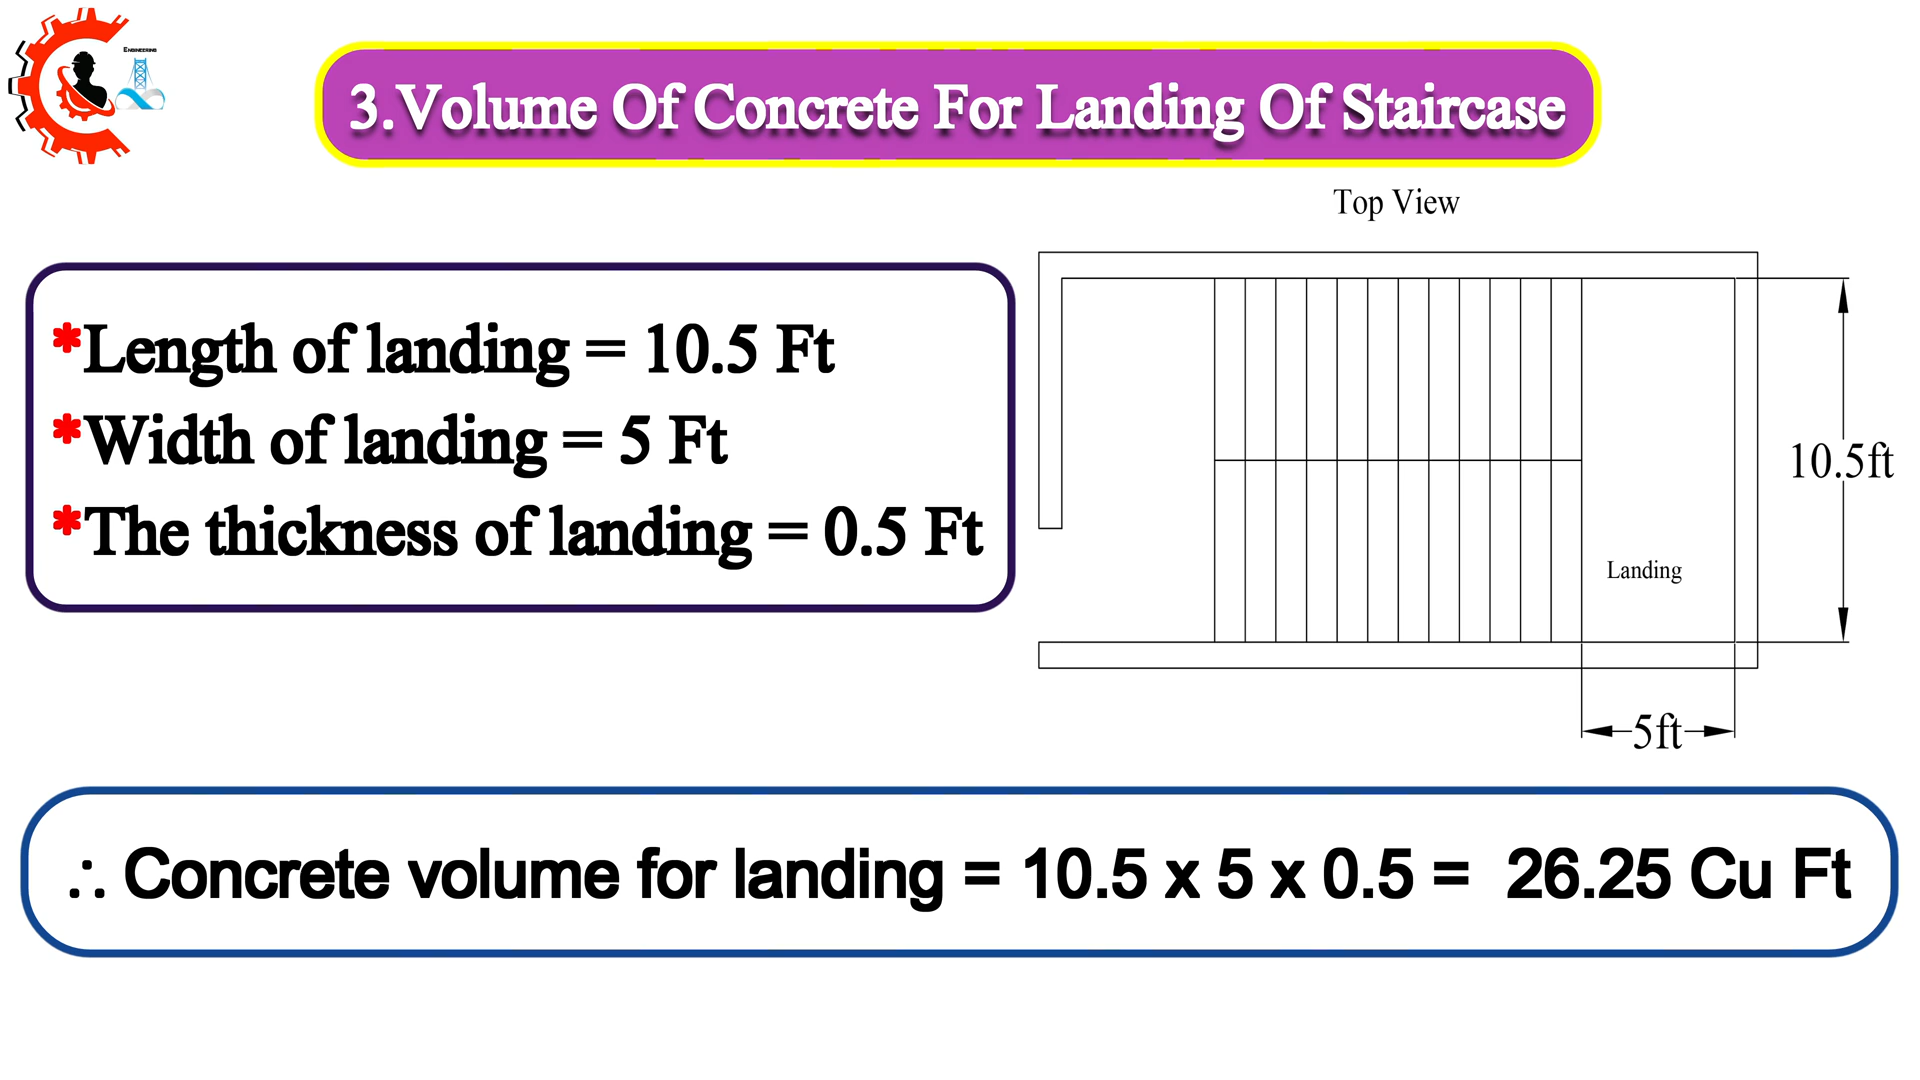 Engineering
3.Volume Of Concrete For Landing Of Staircase
Top View
*Length of landing = 10.5 Ft
*Width of landing = 5 Ft
*The thickness of landing = 0.5 Ft
10.5ft
Landing
5ft
∴ Concrete volume for landing = 10.5 x 5 x 0.5 = 26.25 Cu Ft